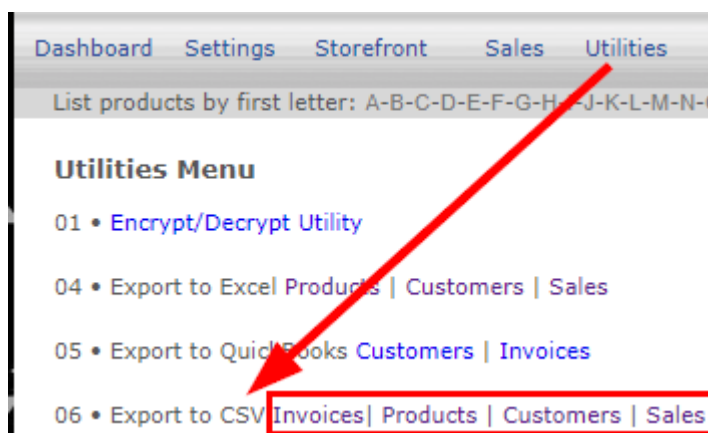 Dashboard Settings Storefront Sales Utilities
List products by first letter: A-B-C-D-E-F-G-H-I-J-K-L-M-N-
Utilities Menu
01 • Encrypt/Decrypt Utility
04 • Export to Excel Products | Customers | Sales
05 • Export to QuickBooks Customers | Invoices
06 • Export to CSV Invoices| Products | Customers | Sales